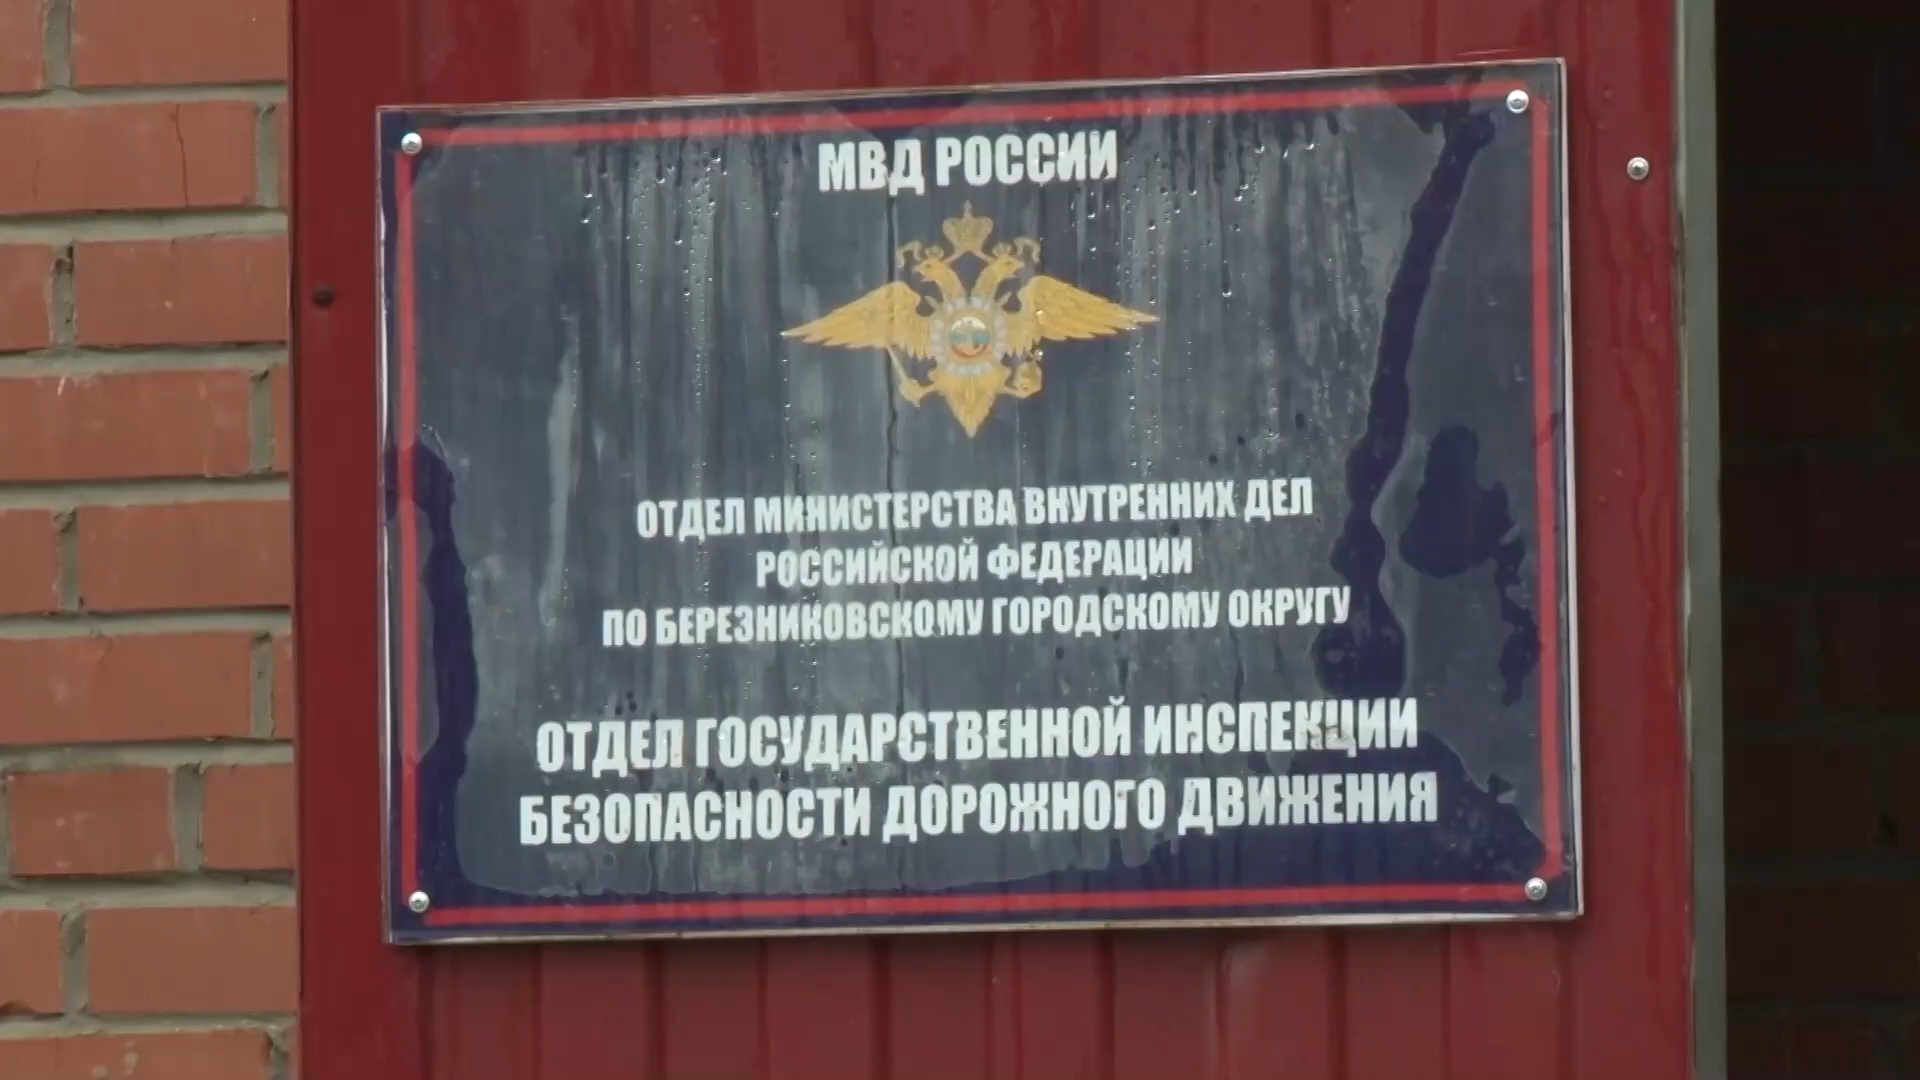 МВД РОССИИ
ОТДЕЛ МИНИСТЕРСТВА ВНУТРЕННИХ ДЕЛ
РОССИЙСКОЙ ФЕДЕРАЦИИ
ПО БЕРЕЗНИКОВСКОМУ ГОРОДСКОМУ ОКРУГУ
ОТДЕЛ ГОСУДАРСТВЕННОЙ ИНСПЕКЦИИ
БЕЗОПАСНОСТИ ДОРОЖНОГО ДВИЖЕНИЯ